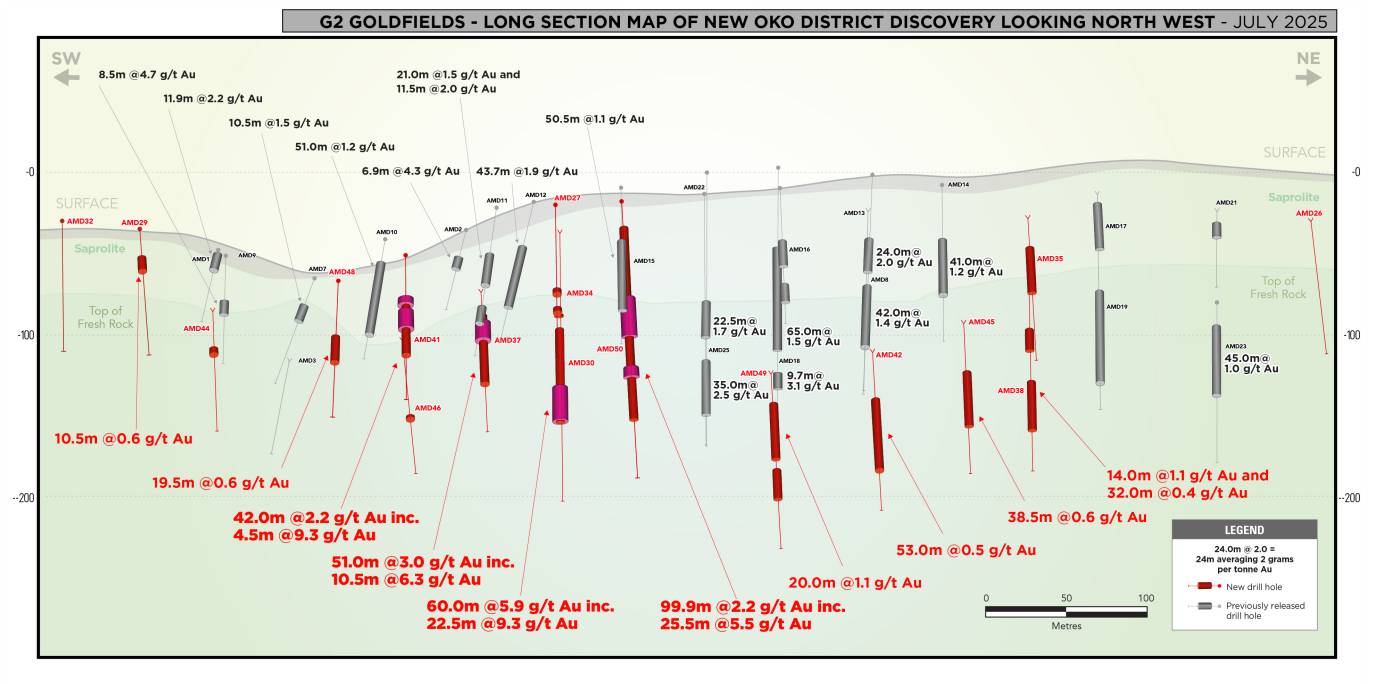 G2 GOLDFIELDS - LONG SECTION MAP OF NEW OKO DISTRICT DISCOVERY LOOKING NORTH WEST - JULY 2025
SW
NE
8.5m @4.7 g/t Au
21.0m @1.5 g/t Au and
11.5m @2.0 g/t Au
11.9m @2.2 g/t Au
10.5m @1.5 g/t Au
50.5m @1.1 g/t Au
51.0m @1.2 g/t Au
6.9m @4.3 g/t Au
43.7m @1.9 g/t Au
SURFACE
-0
-0
SURFACE
Saprolite
Saprolite
AMD32
AMD29
AMD1
AMD9
AMD7
AMD48
AMD10
AMD2
AMD11
AMD12
AMD27
AMD22
AMD13
AMD14
AMD17
AMD21
AMD26
AMD15
AMD16
24.0m@
2.0 g/t Au
41.0m@
1.2 g/t Au
AMD35
AMD8
Top of
Fresh Rock
Top of
Fresh Rock
AMD34
42.0m@
1.4 g/t Au
AMD19
AMD44
22.5m@
1.7 g/t Au
65.0m@
1.5 g/t Au
AMD45
-100
-100
AMD41
AMD37
AMD50
AMD25
AMD42
AMD23
45.0m@
1.0 g/t Au
AMD3
AMD30
AMD18
AMD49
9.7m@
3.1 g/t Au
35.0m@
2.5 g/t Au
AMD38
AMD46
10.5m @0.6 g/t Au
19.5m @0.6 g/t Au
14.0m @1.1 g/t Au and
32.0m @0.4 g/t Au
--200
--200
42.0m @2.2 g/t Au inc.
4.5m @9.3 g/t Au
38.5m @0.6 g/t Au
53.0m @0.5 g/t Au
51.0m @3.0 g/t Au inc.
10.5m @6.3 g/t Au
20.0m @1.1 g/t Au
60.0m @5.9 g/t Au inc.
22.5m @9.3 g/t Au
99.9m @2.2 g/t Au inc.
25.5m @5.5 g/t Au
0 50 100
Metres
LEGEND
24.0m @ 2.0 =
24m averaging 2 grams
per tonne Au
New drill hole
Previously released
drill hole